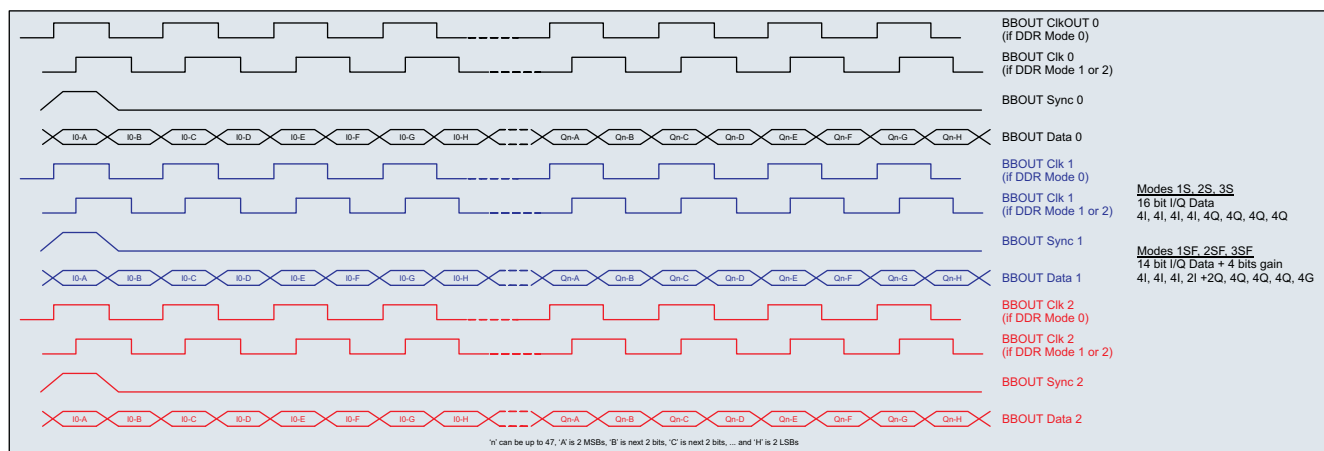 BBOUT ClkOUT 0
(if DDR Mode 0)
BBOUT Clk 0
(if DDR Mode 1 or 2)
BBOUT Sync 0
I0-A I0-B I0-C I0-D I0-E I0-F I0-G I0-H Qn-A Qn-B Qn-C Qn-D Qn-E Qn-F Qn-G Qn-H BBOUT Data 0
BBOUT Clk 1
(if DDR Mode 0)
BBOUT Clk 1
(if DDR Mode 1 or 2)
Modes 1S, 2S, 3S
16 bit I/Q Data
4I, 4I, 4I, 4I, 4Q, 4Q, 4Q, 4Q
BBOUT Sync 1
Modes 1SF, 2SF, 3SF
14 bit I/Q Data + 4 bits gain
4I, 4I, 4I, 2I +2Q, 4Q, 4Q, 4Q, 4G
I0-A I0-B I0-C I0-D I0-E I0-F I0-G I0-H Qn-A Qn-B Qn-C Qn-D Qn-E Qn-F Qn-G Qn-H BBOUT Data 1
BBOUT Clk 2
(if DDR Mode 0)
BBOUT Clk 2
(if DDR Mode 1 or 2)
BBOUT Sync 2
I0-A I0-B I0-C I0-D I0-E I0-F I0-G I0-H Qn-A Qn-B Qn-C Qn-D Qn-E Qn-F Qn-G Qn-H BBOUT Data 2
'n' can be up to 47, 'A' is 2 MSBs, 'B' is next 2 bits, 'C' is next 2 bits, ... and 'H' is 2 LSBs